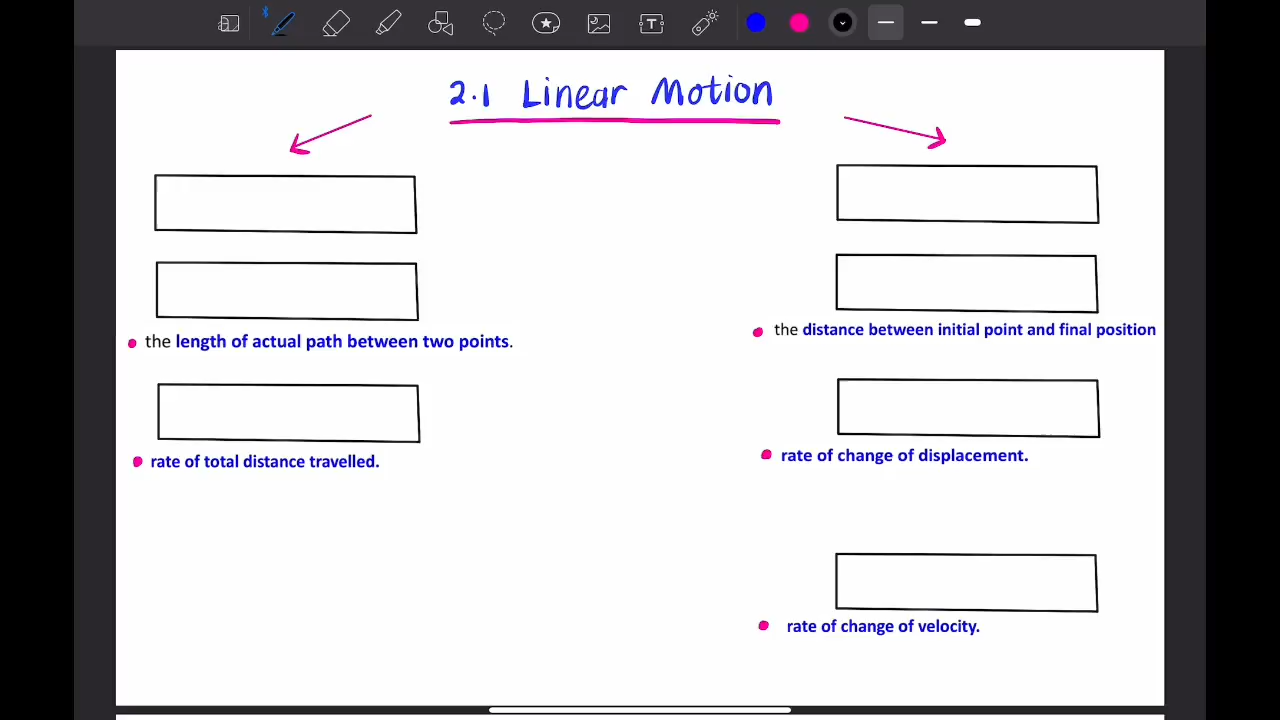 2.1 Linear Motion
the length of actual path between two points.
rate of total distance travelled.
the distance between initial point and final position
rate of change of displacement.
rate of change of velocity.